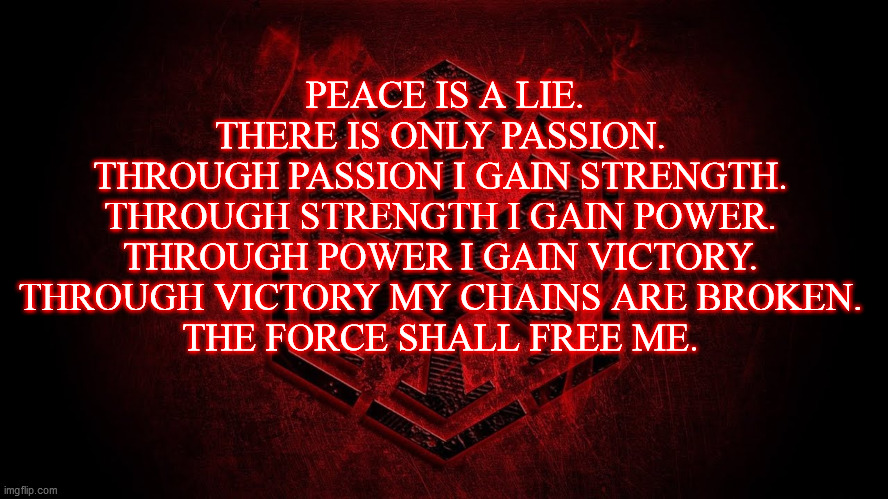 PEACE IS A LIE.
THERE IS ONLY PASSION.
THROUGH PASSION I GAIN STRENGTH.
THROUGH STRENGTH I GAIN POWER.
THROUGH POWER I GAIN VICTORY.
THROUGH VICTORY MY CHAINS ARE BROKEN.
THE FORCE SHALL FREE ME.
imgflip.com